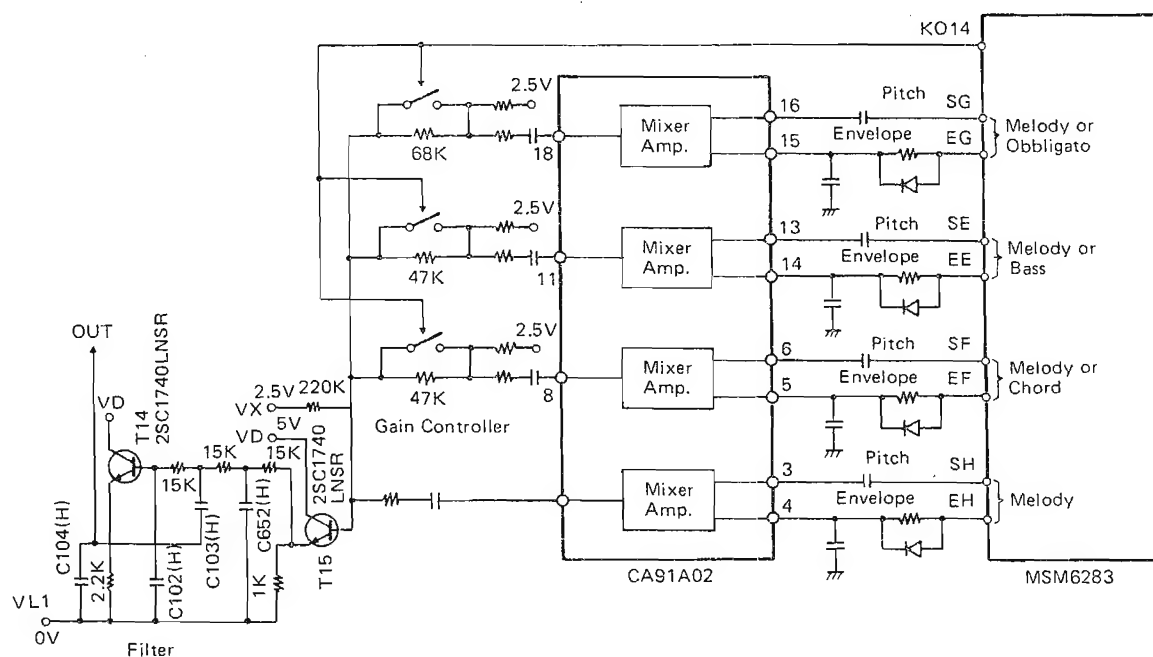 KO14
2.5V
68K
18
Mixer
Amp.
16
15
Pitch
Envelope
SG
EG
Melody or
Obbligato
2.5V
47K
11
Mixer
Amp.
13
14
Pitch
Envelope
SE
EE
Melody or
Bass
2.5V
47K
8
Mixer
Amp.
6
5
Pitch
Envelope
SF
EF
Melody or
Chord
OUT
VD
T14
2SC1740LNSR
2.5V
VX
220K
5V
VD
Gain Controller
15K
15K
15K
2SC1740
LNSR
T15
Mixer
Amp.
3
4
Pitch
Envelope
SH
EH
Melody
C104(H)
2.2K
C102(H)
C103(H)
C652(H)
1K
VL1
0V
Filter
CA91A02
MSM6283